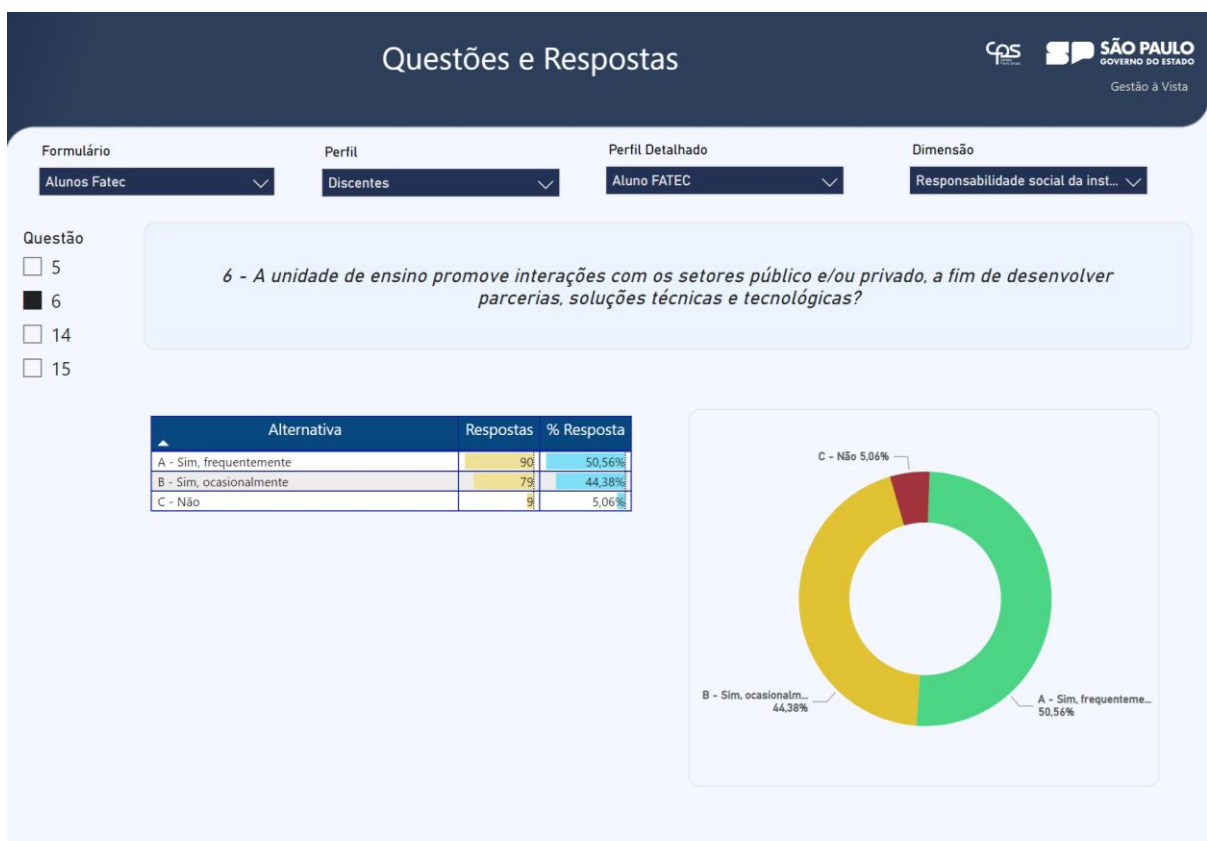 Questões e Respostas
cps
SÃO PAULO
GOVERNO DO ESTADO
Gestão à Vista
Formulário
Perfil
Perfil Detalhado
Dimensão
Alunos Fatec
Discentes
Aluno FATEC
Responsabilidade social da inst...
Questão
5
6
14
15
6 - A unidade de ensino promove interações com os setores público e/ou privado, a fim de desenvolver
parcerias, soluções técnicas e tecnológicas?
Alternativa Respostas % Resposta
A - Sim, frequentemente 90 50,56%
B - Sim, ocasionalmente 79 44,38%
C - Não 9 5,06%
C - Não 5,06%
B - Sim, ocasionalm...
44,38%
A - Sim, frequenteme...
50,56%